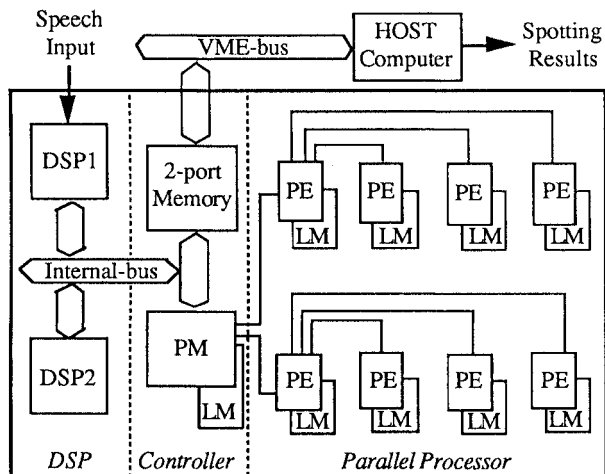 Speech
Input
VME-bus
HOST
Computer
Spotting
Results
DSP1
2-port
Memory
PE
LM
PE
LM
PE
LM
PE
LM
Internal-bus
DSP2
PM
LM
PE
LM
PE
LM
PE
LM
PE
LM
DSP
Controller
Parallel Processor